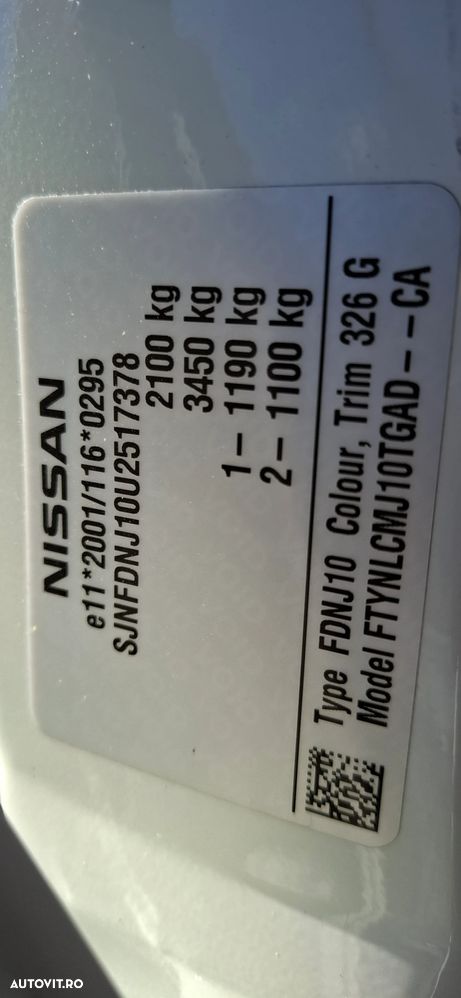 NISSAN
e11*2001/116*0295
SJNFDNJ10U2517378
2100 kg
3450 kg
1– 1190 kg
2– 1100 kg
Type FDNJ10 Colour, Trim 326 G
Model FTYNLCMJ10TGAD – – CA
AUTOVIT.RO